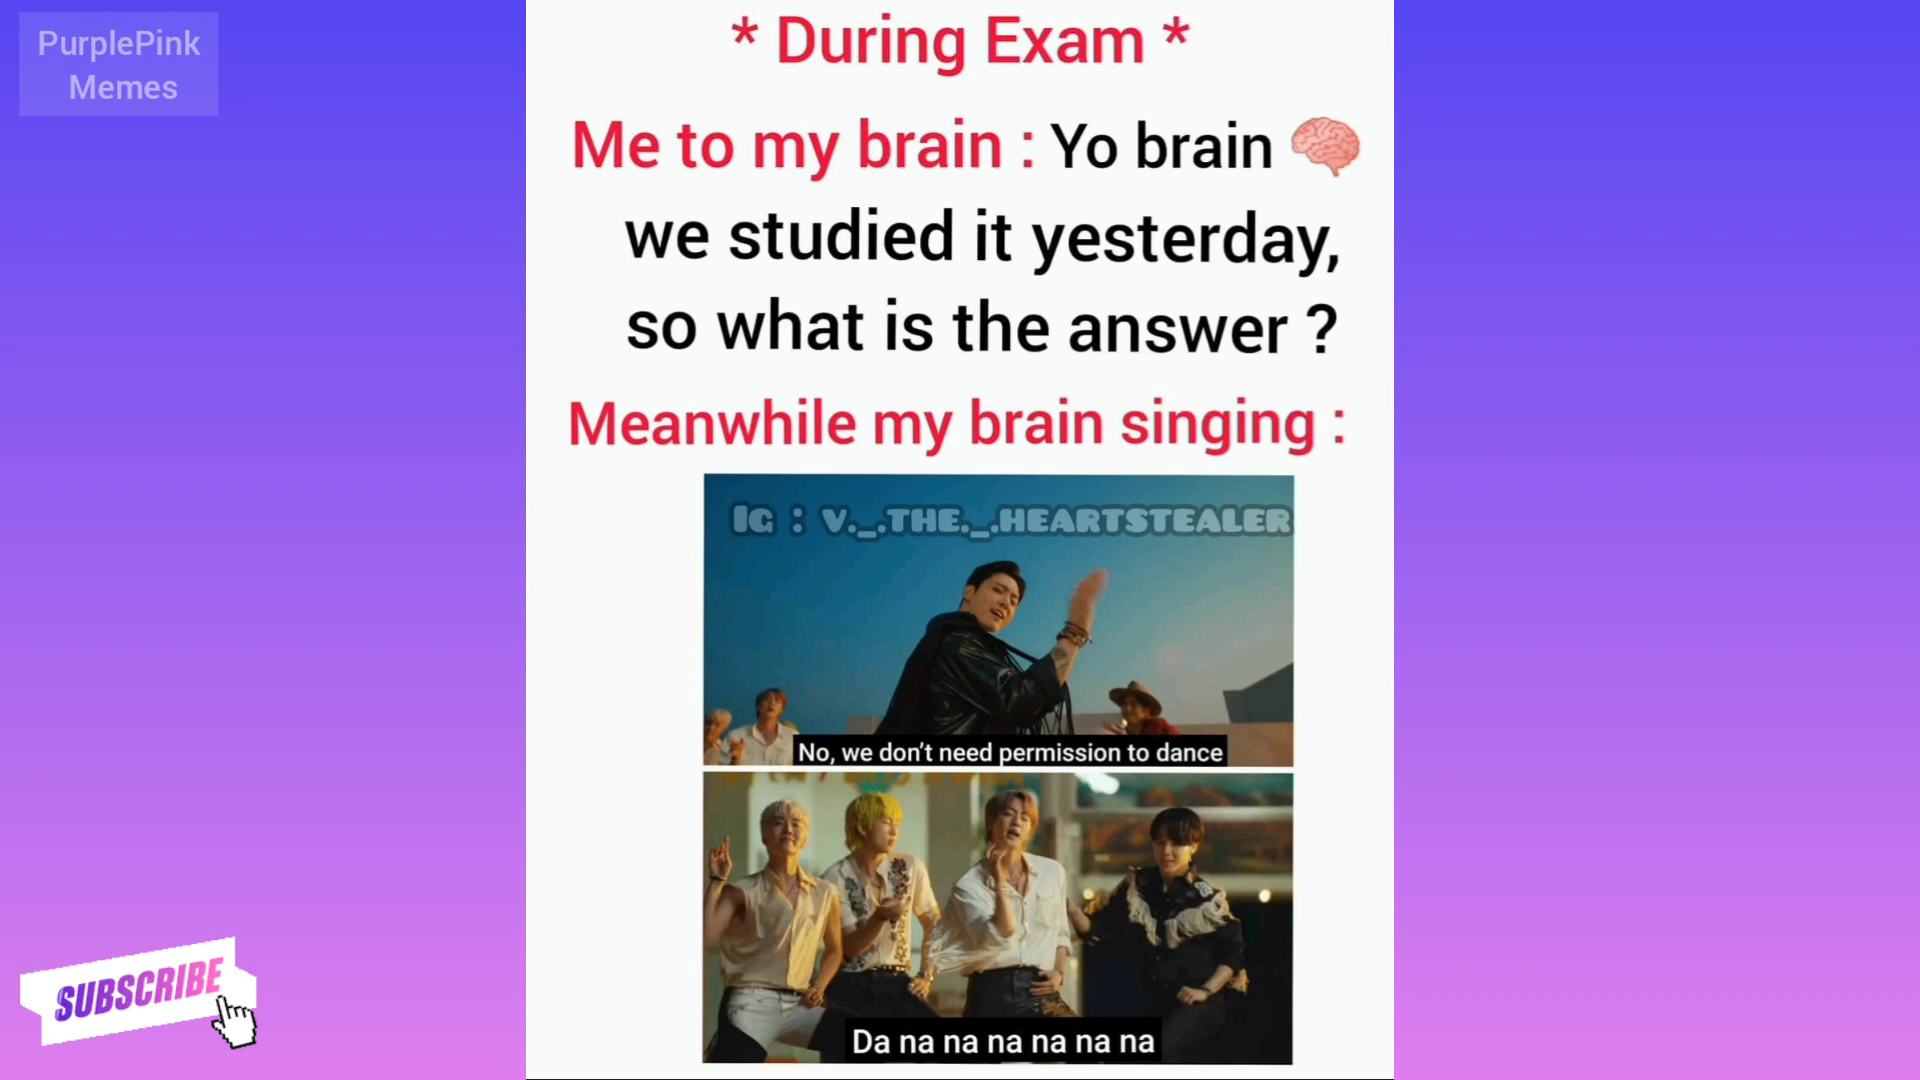 PurplePink
Memes
* During Exam *
Me to my brain : Yo brain 🧠
we studied it yesterday,
so what is the answer ?
Meanwhile my brain singing :
IG : V._.THE._.HEARTSTEALER
No, we don't need permission to dance
Da na na na na na na
SUBSCRIBE